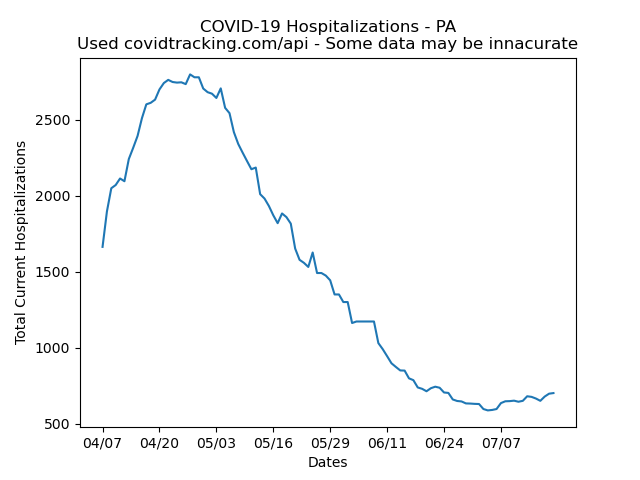 COVID-19 Hospitalizations - PA
Used covidtracking.com/api - Some data may be innacurate
Total Current Hospitalizations
2500
2000
1500
1000
500
04/07 04/20 05/03 05/16 05/29 06/11 06/24 07/07
Dates